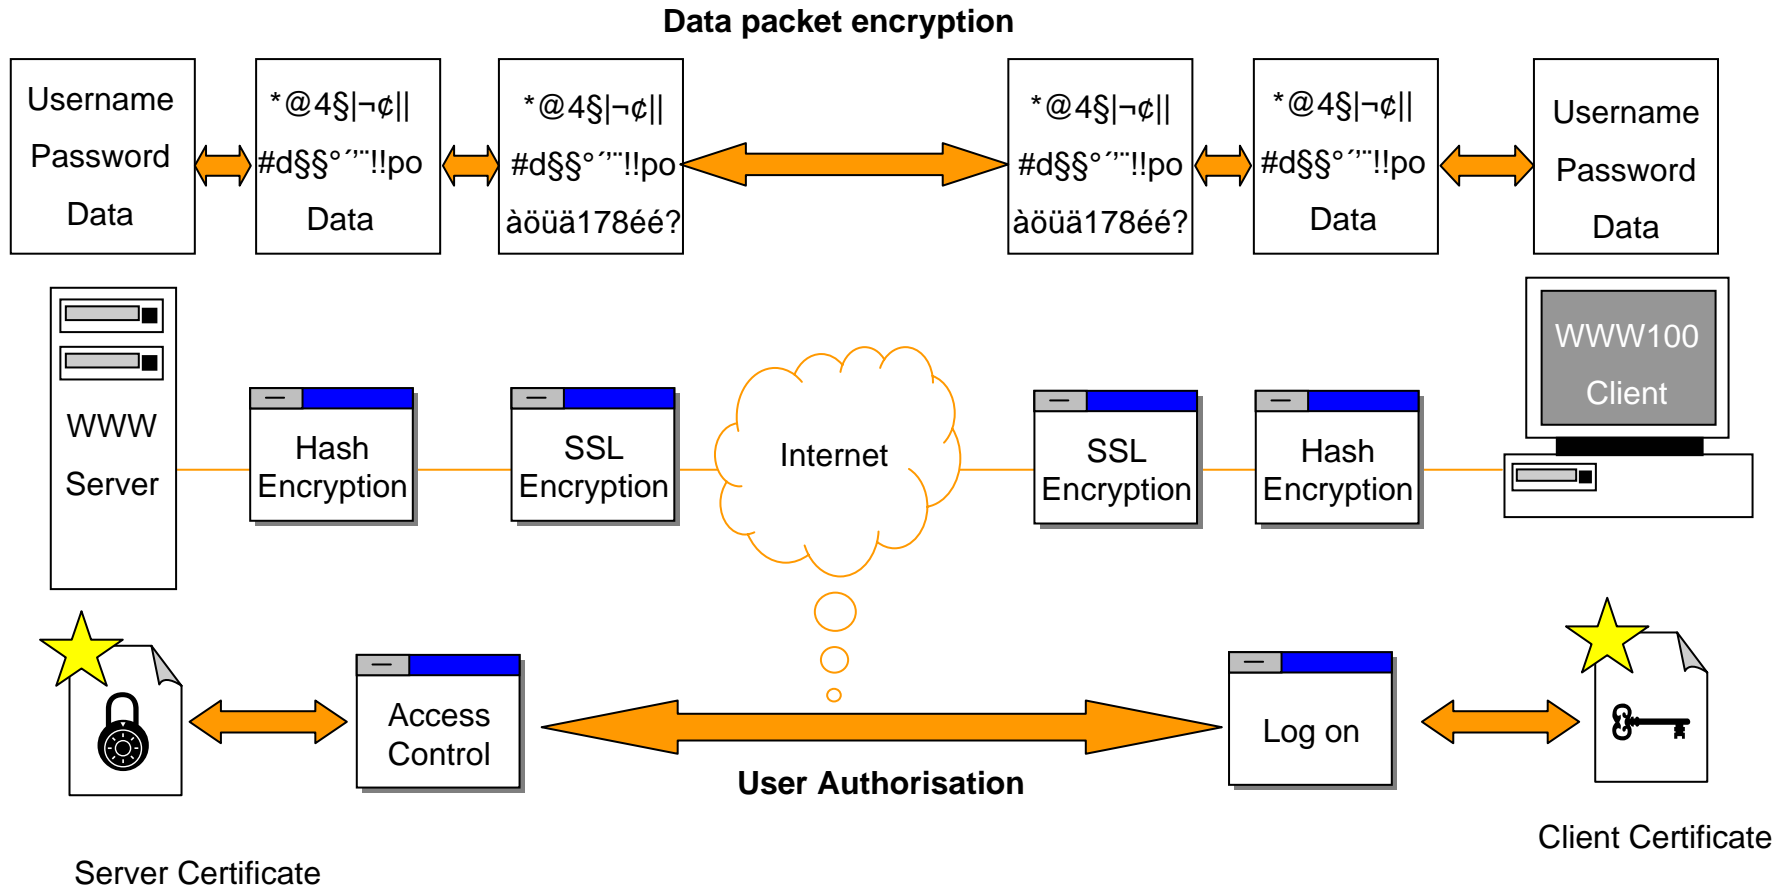 Data packet encryption
Username
Password
Data
*@4§|¬¢||
#d§§°´’¨!!po
Data
*@4§|¬¢||
#d§§°´’¨!!po
àöüä178éé?
*@4§|¬¢||
#d§§°´’¨!!po
àöüä178éé?
*@4§|¬¢||
#d§§°´’¨!!po
Data
Username
Password
Data
WWW
Server
Hash
Encryption
SSL
Encryption
Internet
SSL
Encryption
Hash
Encryption
WWW100
Client
Access
Control
User Authorisation
Log on
Server Certificate
Client Certificate